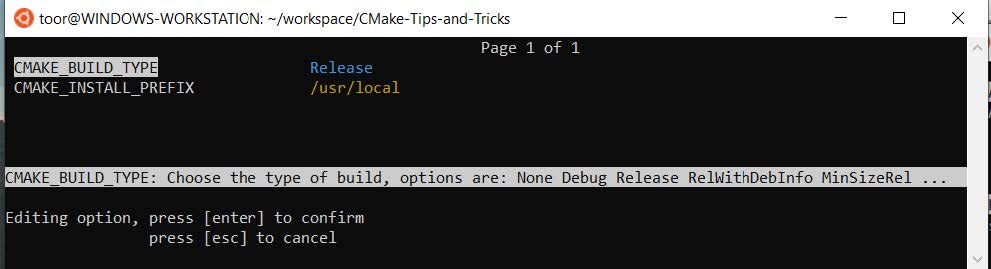 toor@WINDOWS-WORKSTATION: ~/workspace/CMake-Tips-and-Tricks
Page 1 of 1
CMAKE_BUILD_TYPE Release
CMAKE_INSTALL_PREFIX /usr/local
CMAKE_BUILD_TYPE: Choose the type of build, options are: None Debug Release RelWithDebInfo MinSizeRel ...
Editing option, press [enter] to confirm
press [esc] to cancel